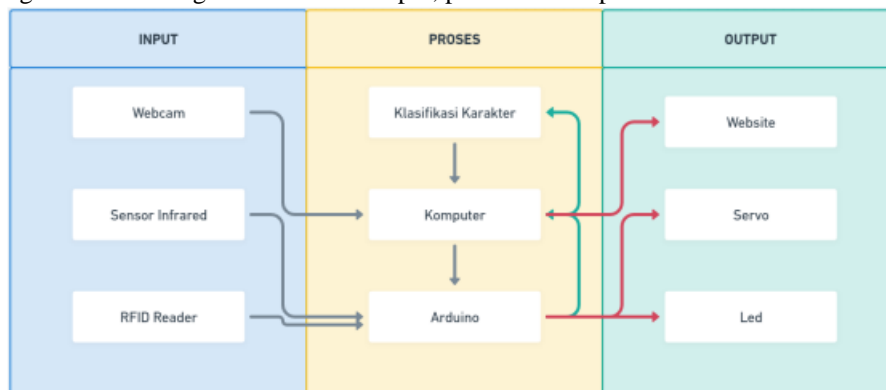 INPUT
PROSES
OUTPUT
Webcam
Klasifikasi Karakter
Website
Sensor Infrared
Komputer
Servo
RFID Reader
Arduino
Led